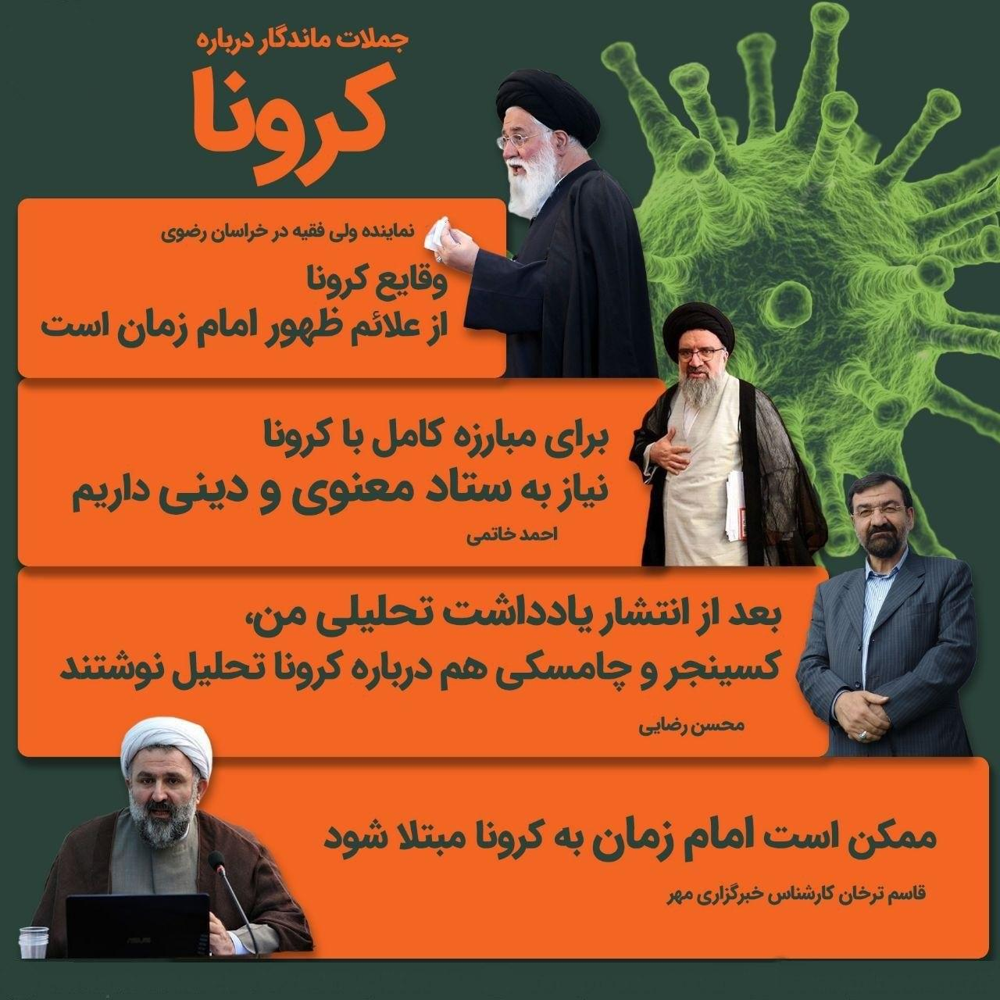 جملات ماندگار درباره
کرونا
نماینده ولی فقیه در خراسان رضوی
وقایع کرونا
از علائم ظهور امام زمان است
برای مبارزه کامل با کرونا
نیاز به ستاد معنوی و دینی داریم
احمد خاتمی
بعد از انتشار یادداشت تحلیلی من،
کسینجر و چامسکی هم درباره کرونا تحلیل نوشتند
محسن رضایی
ممکن است امام زمان به کرونا مبتلا شود
قاسم ترخان کارشناس خبرگزاری مهر
ASUS